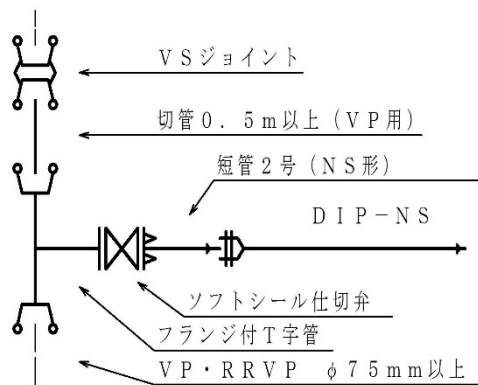 VSジョイント
切管0.5m以上(VP用)
短管2号(NS形)
DIP-NS
ソフトシール仕切弁
フランジ付T字管
VP・RRVP φ75mm以上